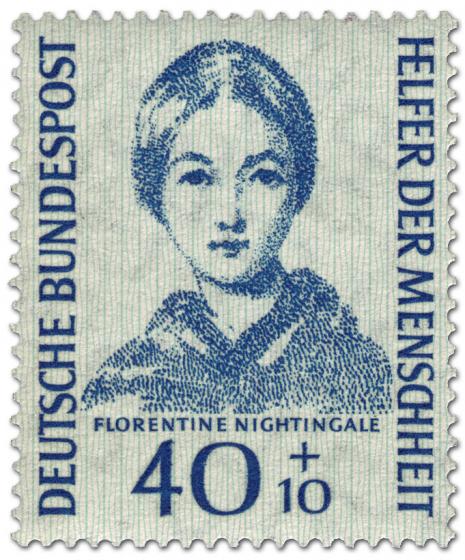 DEUTSCHE BUNDESPOST
HELFER DER MENSCHHEIT
FLORENTINE NIGHTINGALE
40 + 10